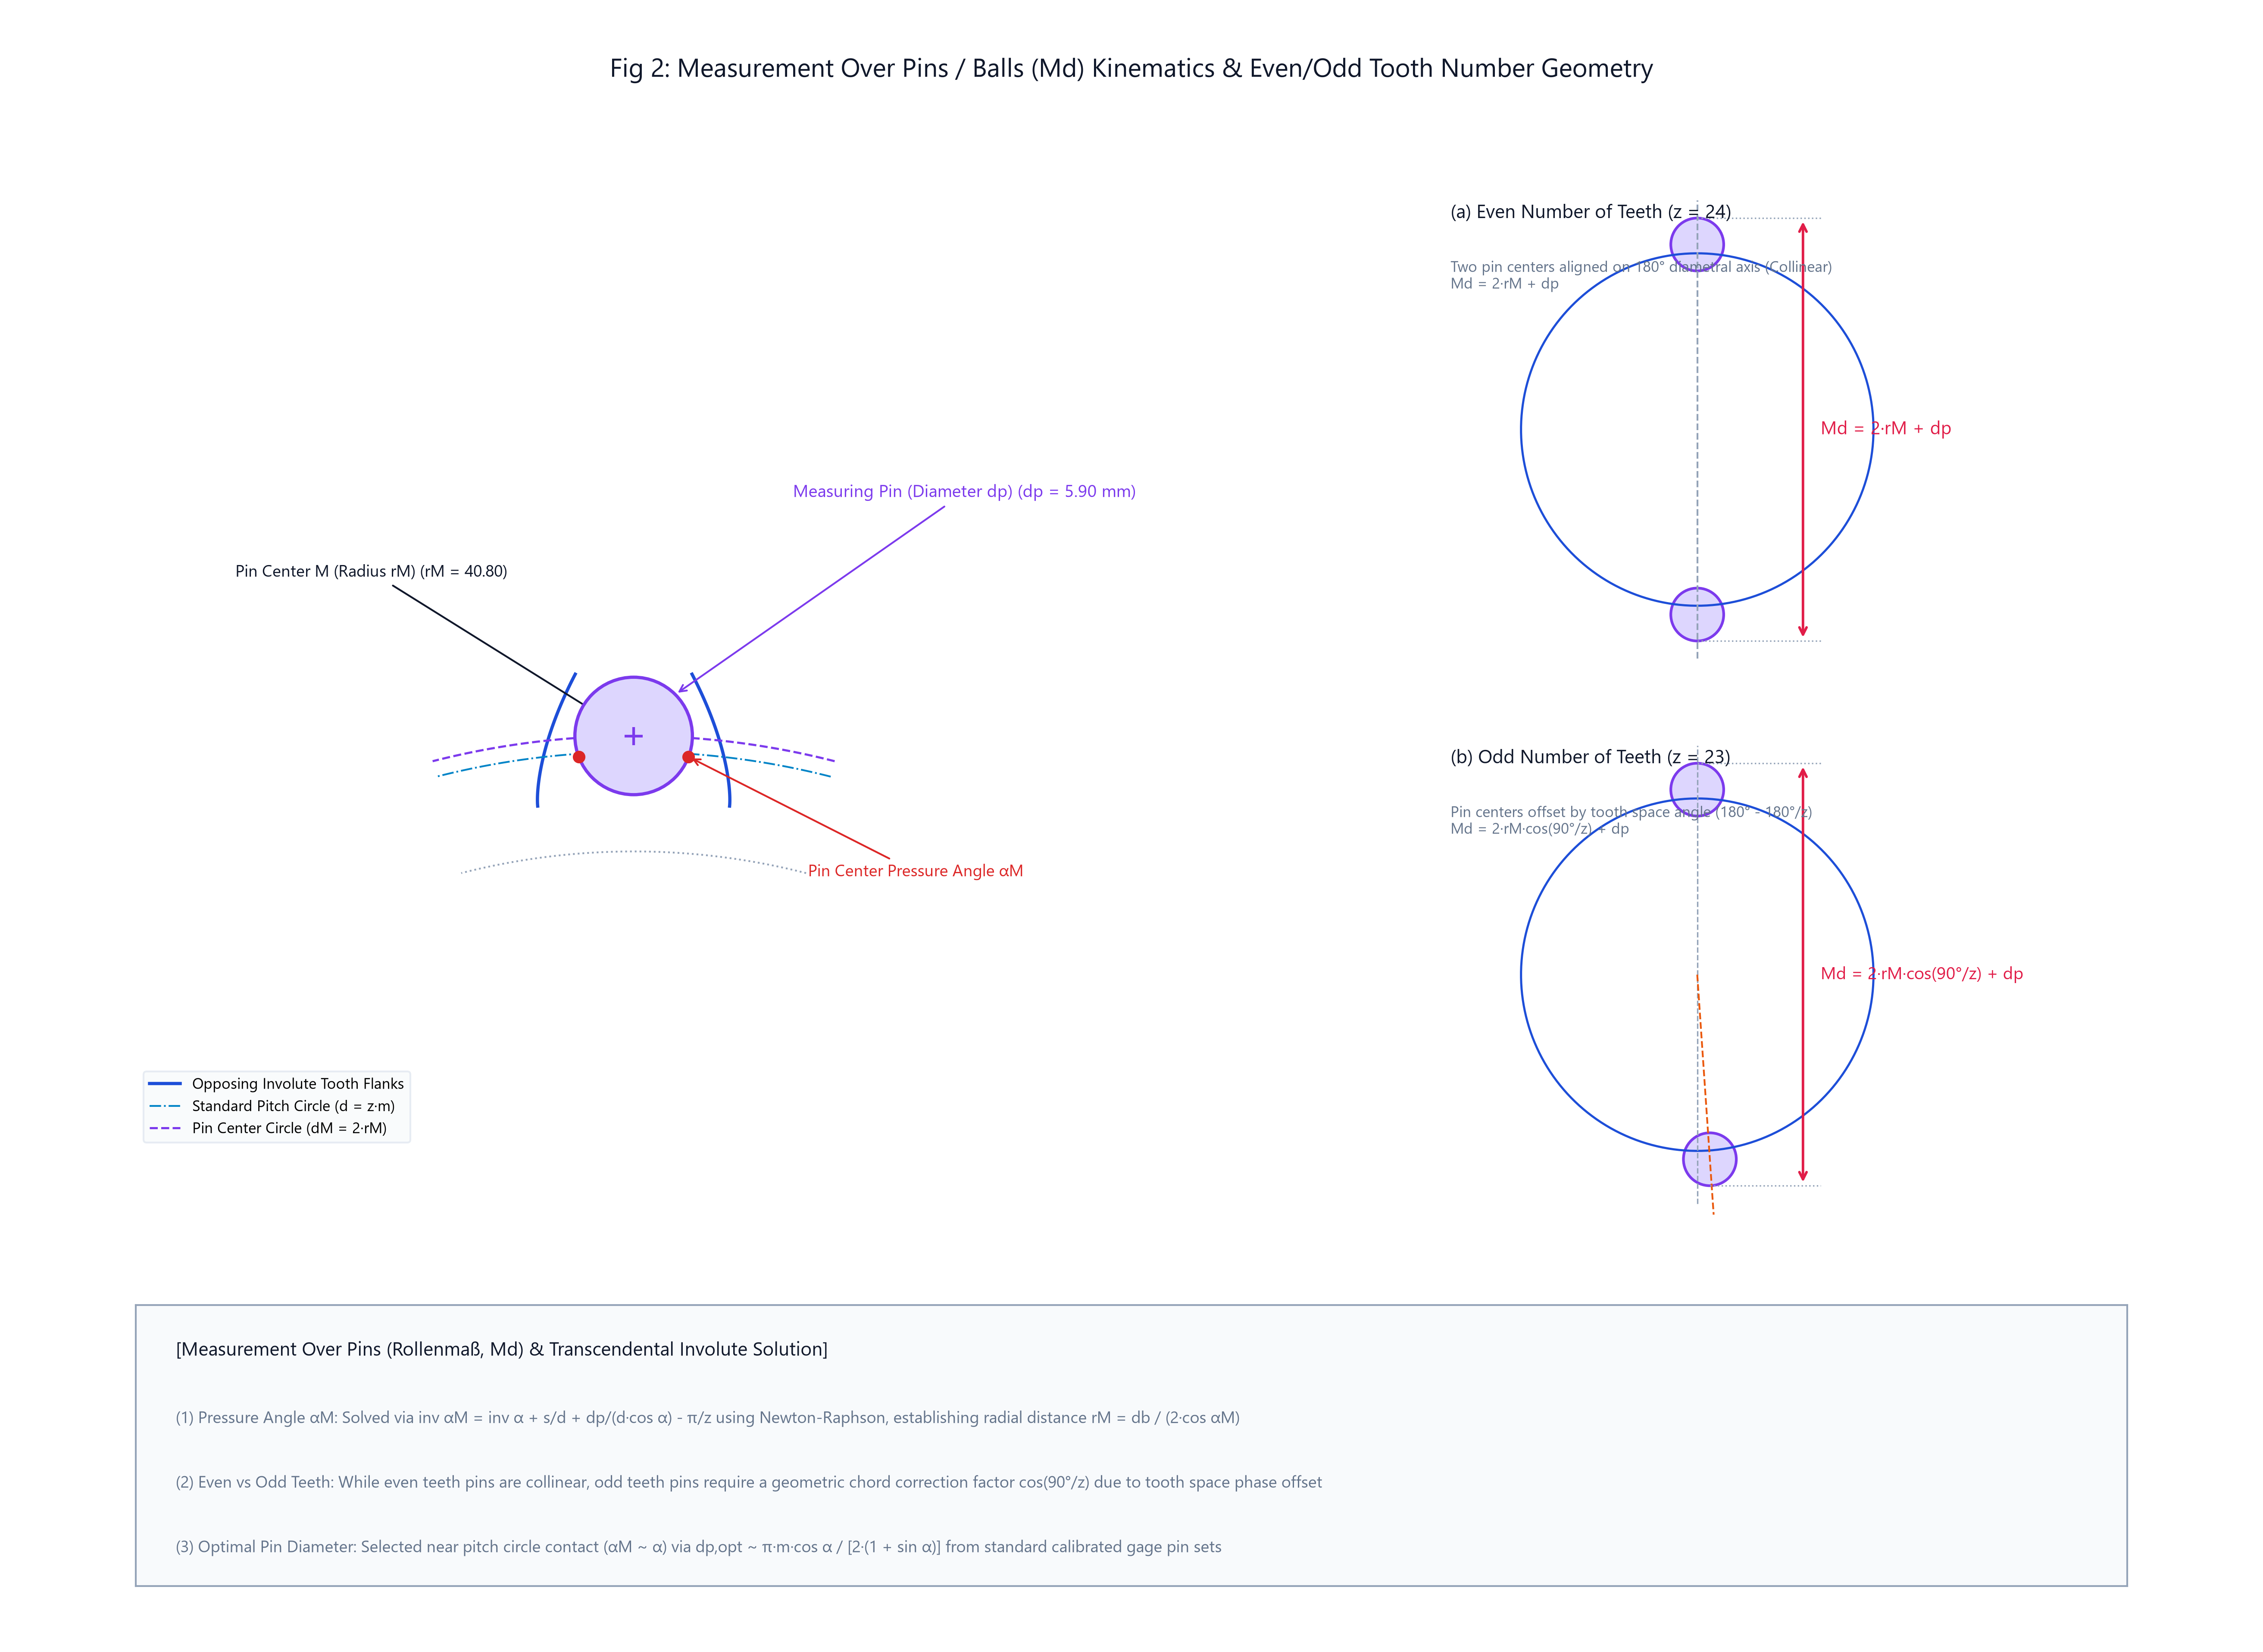 Fig 2: Measurement Over Pins / Balls (Md) Kinematics & Even/Odd Tooth Number Geometry
Measuring Pin (Diameter dp) (dp = 5.90 mm)
Pin Center M (Radius rM) (rM = 40.80)
Pin Center Pressure Angle αM
Opposing Involute Tooth Flanks
Standard Pitch Circle (d = z·m)
Pin Center Circle (dM = 2·rM)
(a) Even Number of Teeth (z = 24)
Two pin centers aligned on 180° diametral axis (Collinear)
Md = 2·rM + dp
Md = 2·rM + dp
(b) Odd Number of Teeth (z = 23)
Pin centers offset by tooth space angle (180° - 180°/z)
Md = 2·rM·cos(90°/z) + dp
Md = 2·rM·cos(90°/z) + dp
[Measurement Over Pins (Rollenmaß, Md) & Transcendental Involute Solution]
(1) Pressure Angle αM: Solved via inv αM = inv α + s/d + dp/(d·cos α) - π/z using Newton-Raphson, establishing radial distance rM = db / (2·cos αM)
(2) Even vs Odd Teeth: While even teeth pins are collinear, odd teeth pins require a geometric chord correction factor cos(90°/z) due to tooth space phase offset
(3) Optimal Pin Diameter: Selected near pitch circle contact (αM ~ α) via dp,opt ~ π·m·cos α / [2·(1 + sin α)] from standard calibrated gage pin sets